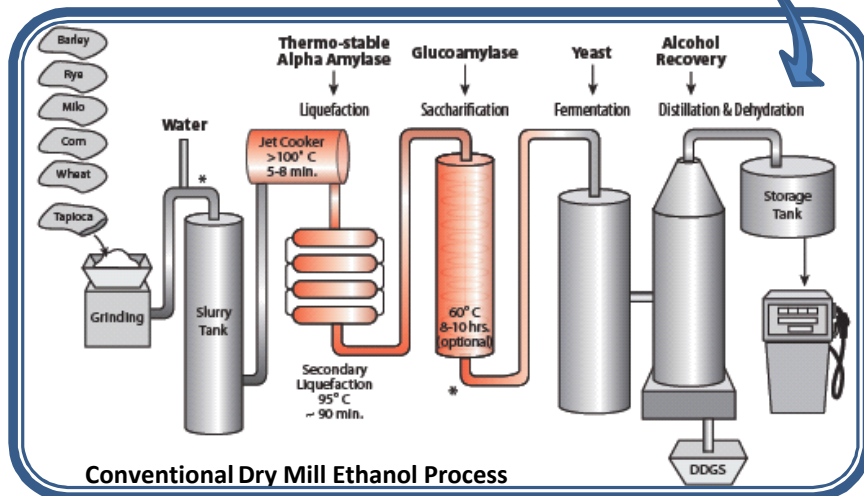 Barley
Rye
Milo
Corn
Wheat
Tapioca
Grinding
Water
*
Slurry
Tank
Thermo-stable
Alpha Amylase
Liquefaction
Jet Cooker
>100° C
5-8 min.
Secondary
Liquefaction
95° C
~ 90 min.
Glucoamylase
Saccharification
60° C
8-10 hrs.
(optional)
*
Yeast
Fermentation
Alcohol
Recovery
Distillation & Dehydration
Storage
Tank
DDGS
Conventional Dry Mill Ethanol Process